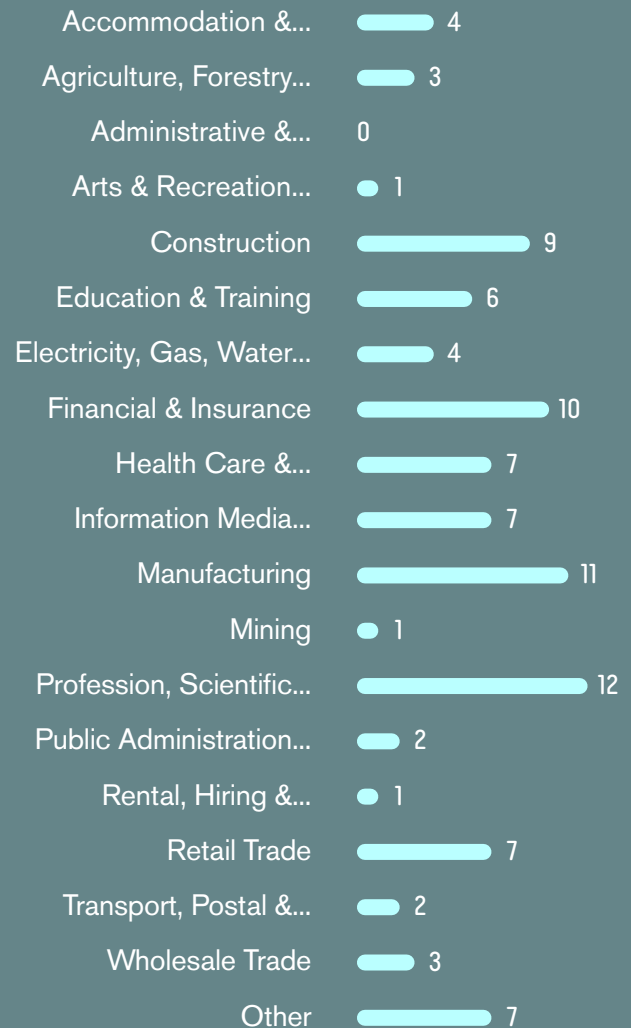 Accommodation &... 4
Agriculture, Forestry... 3
Administrative &... 0
Arts & Recreation... 1
Construction 9
Education & Training 6
Electricity, Gas, Water... 4
Financial & Insurance 10
Health Care &... 7
Information Media... 7
Manufacturing 11
Mining 1
Profession, Scientific... 12
Public Administration... 2
Rental, Hiring &... 1
Retail Trade 7
Transport, Postal &... 2
Wholesale Trade 3
Other 7